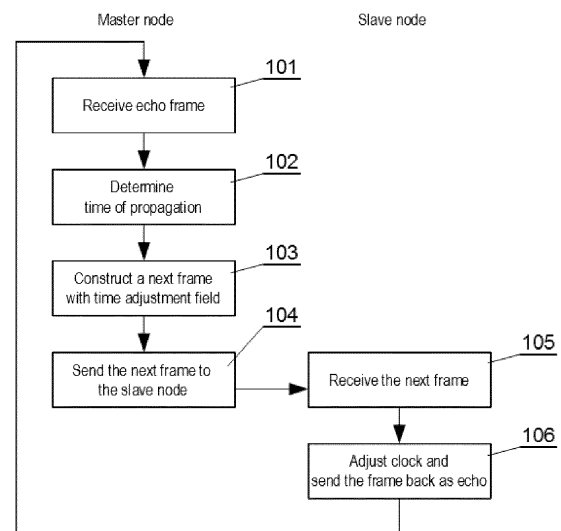 Master node
Slave node
101
Receive echo frame
102
Determine
time of propagation
103
Construct a next frame
with time adjustment field
104
Send the next frame to
the slave node
105
Receive the next frame
106
Adjust clock and
send the frame back as echo